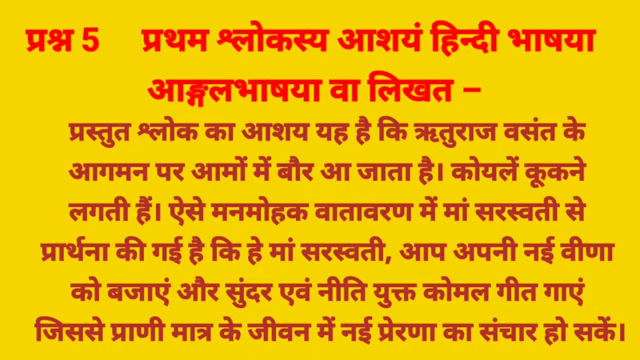 प्रश्न 5 प्रथम श्लोकस्य आशयं हिन्दी भाषया
आङ्गलभाषया वा लिखत –
प्रस्तुत श्लोक का आशय यह है कि ऋतुराज वसंत के
आगमन पर आमों में बौर आ जाता है। कोयलें कूकने
लगती हैं। ऐसे मनमोहक वातावरण में मां सरस्वती से
प्रार्थना की गई है कि हे मां सरस्वती, आप अपनी नई वीणा
को बजाएं और सुंदर एवं नीति युक्त कोमल गीत गाएं
जिससे प्राणी मात्र के जीवन में नई प्रेरणा का संचार हो सकें।